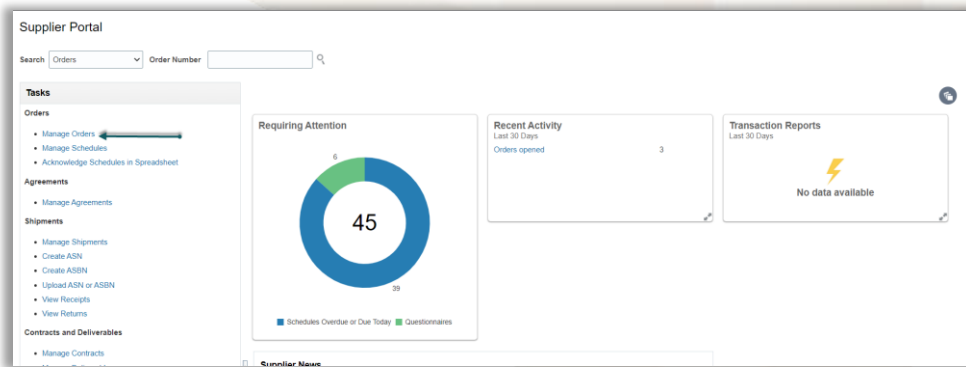 Supplier Portal
Search Orders Order Number
Tasks
Orders
Manage Orders
Manage Schedules
Acknowledge Schedules in Spreadsheet
Agreements
Manage Agreements
Shipments
Manage Shipments
Create ASN
Create ASBN
Upload ASN or ASBN
View Receipts
View Returns
Contracts and Deliverables
Manage Contracts
Requiring Attention
6
45
39
Schedules Overdue or Due Today Questionnaires
Recent Activity
Last 30 Days
Orders opened 3
Transaction Reports
Last 30 Days
No data available
Supplier News